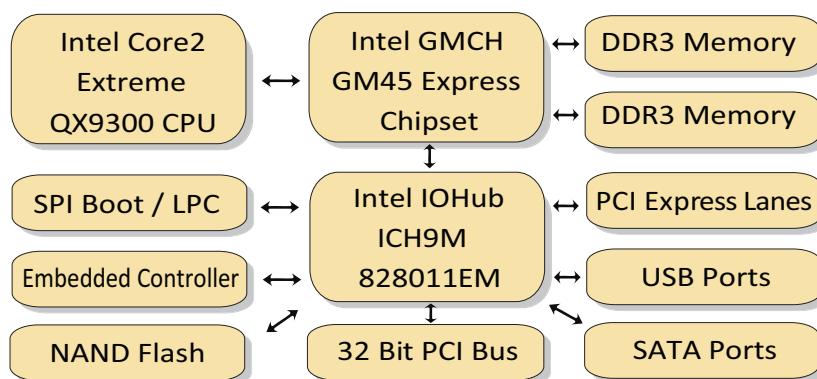 Intel Core2
Extreme
QX9300 CPU
Intel GMCH
GM45 Express
Chipset
DDR3 Memory
DDR3 Memory
SPI Boot / LPC
Intel IOHub
ICH9M
828011EM
PCI Express Lanes
Embedded Controller
USB Ports
NAND Flash
32 Bit PCI Bus
SATA Ports